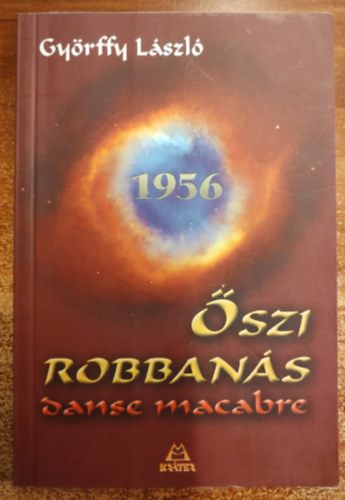 Györffy László
1956
Őszi
robbanás
danse macabre
KRÁTER